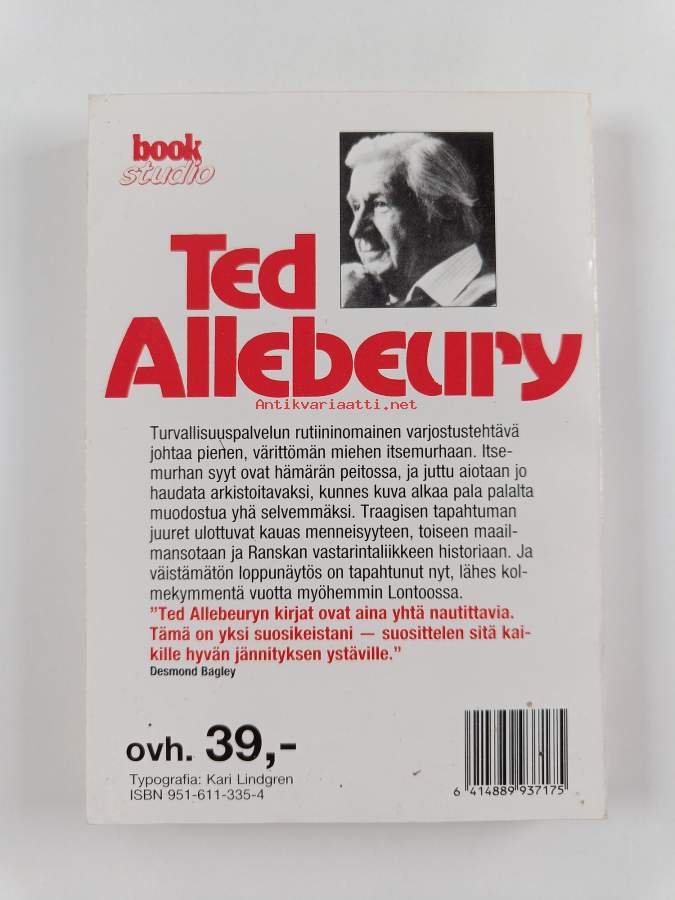 book
studio
Ted
Allebeury
Antikvariaatti.net
Turvallisuuspalvelun rutiininomainen varjostustehtävä
johtaa pienen, värittömän miehen itsemurhaan. Itse-
murhan syyt ovat hämärän peitossa, ja juttu aiotaan jo
haudata arkistoitavaksi, kunnes kuva alkaa pala palalta
muodostua yhä selvemmäksi. Traagisen tapahtuman
juuret ulottuvat kauas menneisyyteen, toiseen maail-
mansotaan ja Ranskan vastarintaliikkeen historiaan. Ja
väistämätön loppunäytös on tapahtunut nyt, lähes kol-
mekymmentä vuotta myöhemmin Lontoossa.
”Ted Allebeuryn kirjat ovat aina yhtä nautittavia.
Tämä on yksi suosikeistani — suosittelen sitä kai-
kille hyvän jännityksen ystäville.”
Desmond Bagley
ovh. 39,-
Typografia: Kari Lindgren
ISBN 951-611-335-4
6 414889 937175